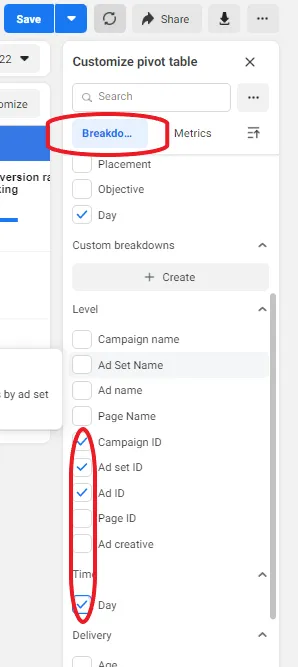 Save
Share
22
Customize pivot table
omize
Search
Breakdo...
Metrics
Placement
version ra
king
Objective
Day
Custom breakdowns
+ Create
Level
Campaign name
Ad Set Name
Ad name
s by ad set
Page Name
Campaign ID
Ad set ID
Ad ID
Page ID
Ad creative
Time
Day
Delivery
Age